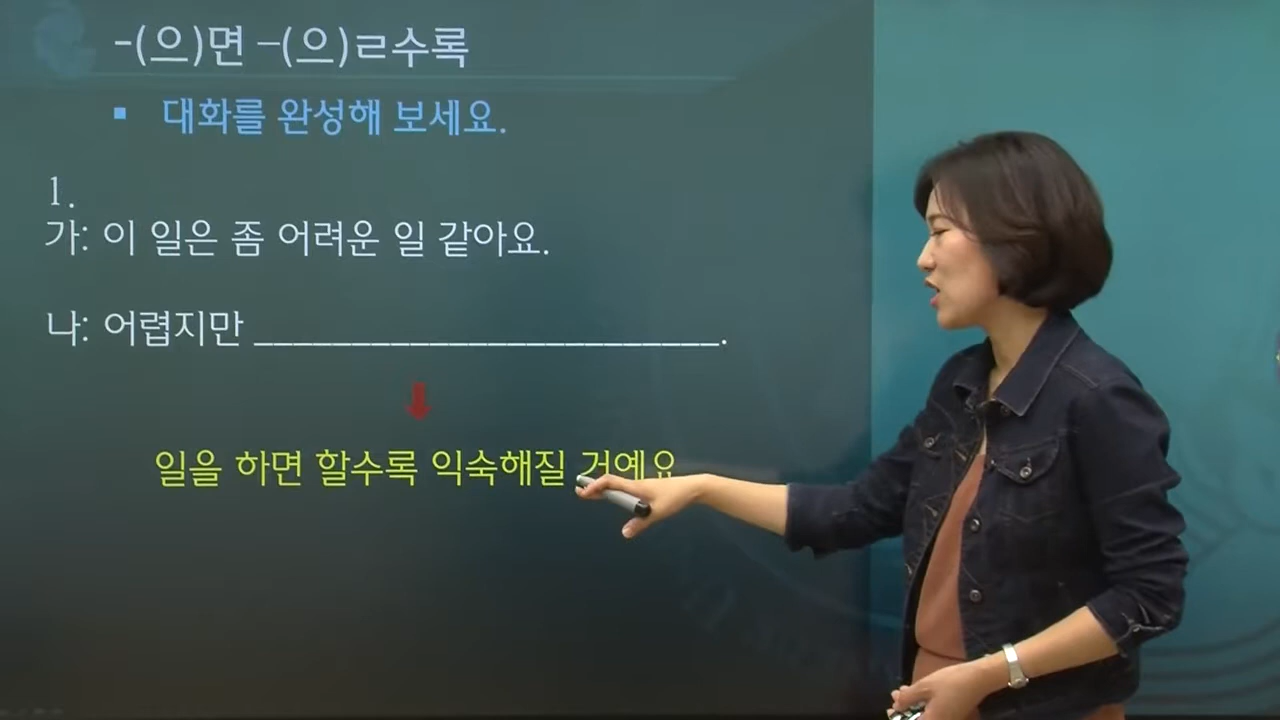 -(으)면 –(으)ㄹ수록
▪ 대화를 완성해 보세요.
1.
가: 이 일은 좀 어려운 일 같아요.
나: 어렵지만 ________________________.
일을 하면 할수록 익숙해질 거예요